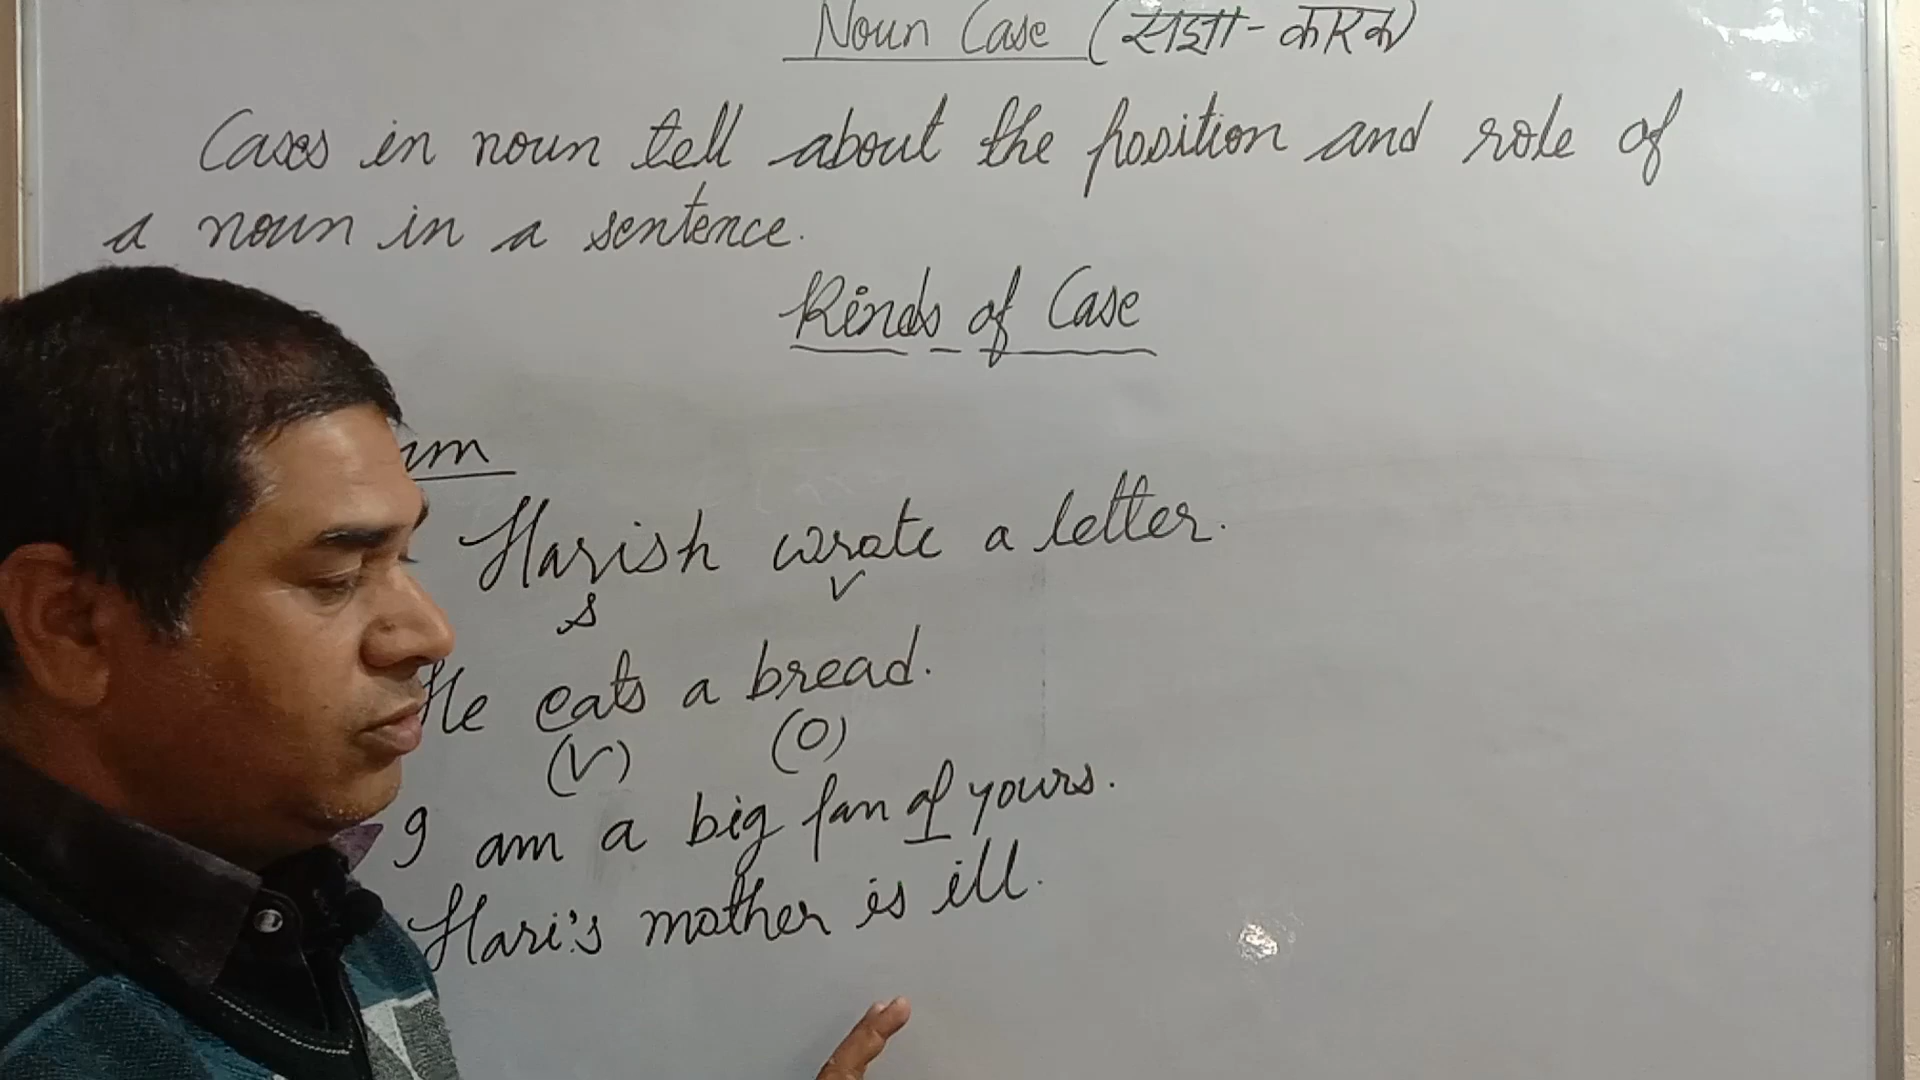 Noun Case (संज्ञा - कारक)
Cases in noun tell about the position and role of
a noun in a sentence.
Kinds of Case
Harish wrote a letter.
S V
He eats a bread.
(V) (O)
I am a big fan of yours.
Hari's mother is ill.